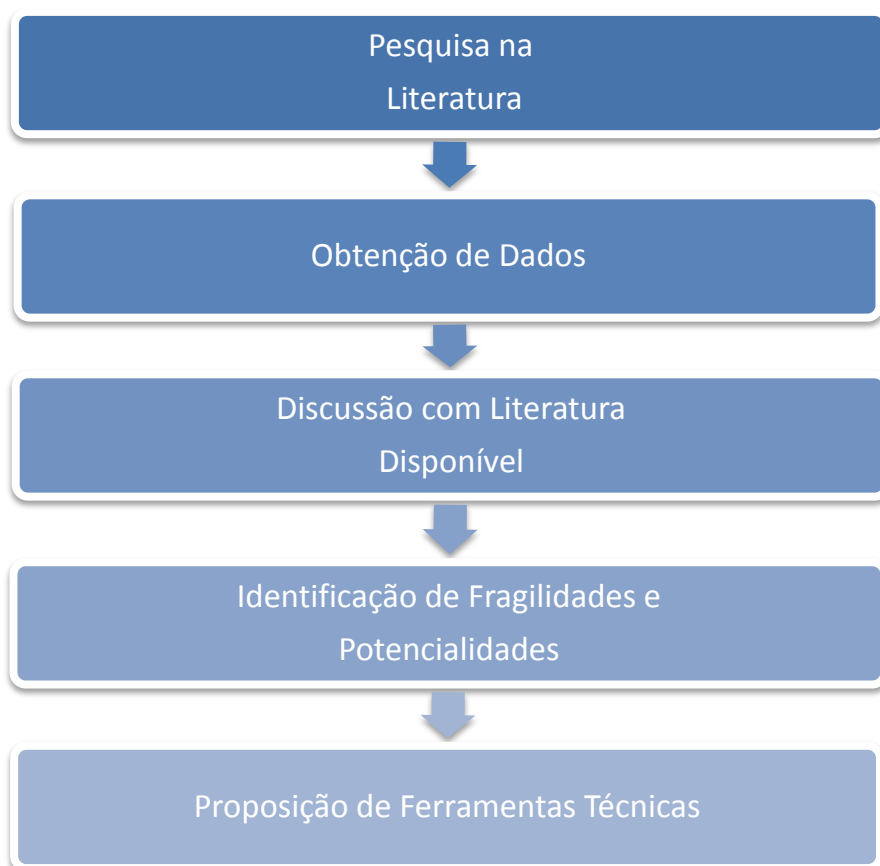 Pesquisa na
Literatura
Obtenção de Dados
Discussão com Literatura
Disponível
Identificação de Fragilidades e
Potencialidades
Proposição de Ferramentas Técnicas